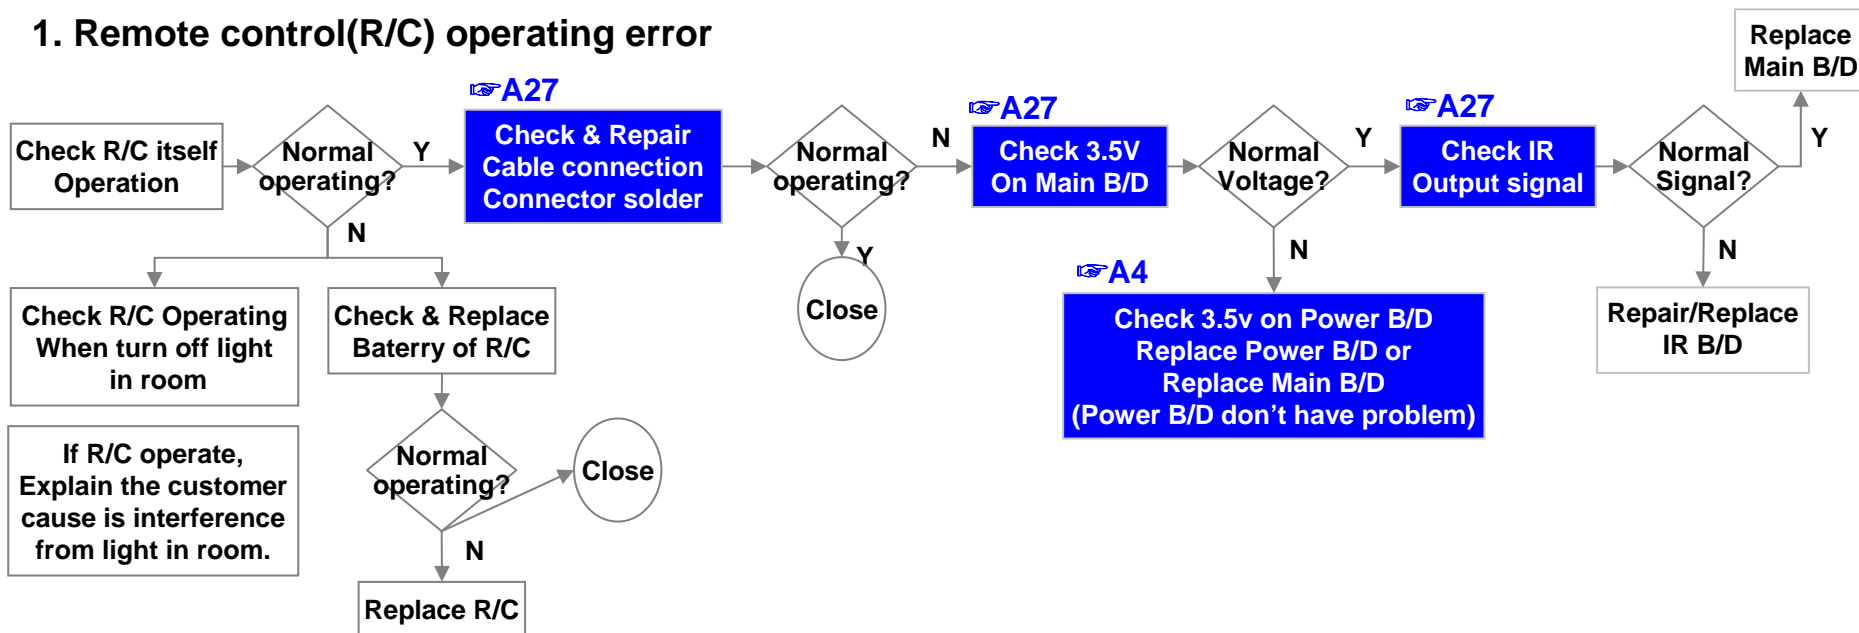 1. Remote control(R/C) operating error
Replace
Main B/D
☞A27
☞A27
☞A27
Check R/C itself
Operation
Normal
operating?
Y
Check & Repair
Cable connection
Connector solder
Normal
operating?
N
Check 3.5V
On Main B/D
Normal
Voltage?
Y
Check IR
Output signal
Normal
Signal?
Y
N
Y
N
N
☞A4
Check R/C Operating
When turn off light
in room
Check & Replace
Baterry of R/C
Close
Check 3.5v on Power B/D
Replace Power B/D or
Replace Main B/D
(Power B/D don’t have problem)
Repair/Replace
IR B/D
If R/C operate,
Explain the customer
cause is interference
from light in room.
Normal
operating?
Close
N
Replace R/C